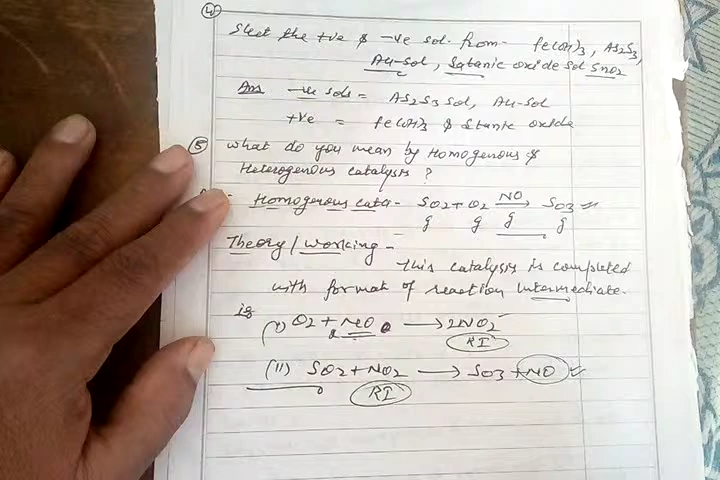 4
Slect the +ve & -ve sol. from - fe(OH)3, AS2S3,
Au-sol, Satanic oxide sol SnO2
Ans -ve sols = AS2S3 sol, Au-sol
+ve = fe(OH)3 & Stanic oxide
5 what do you mean by Homogenous &
Heterogenous catalysis ?
Homogenous cata - SO2 + O2 NO → SO3
g g g g
Theory / working -
This catalysis is completed
with format of reaction Intermediate.
ie
(i) O2 + 2NO → 2NO2
RI
(ii) SO2 + NO2 → SO3 + NO
RI